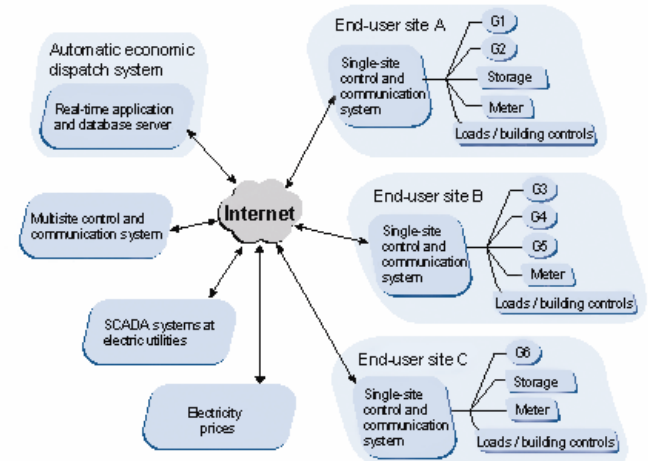 Automatic economic
dispatch system
Real-time application
and database server
Multisite control and
communication system
SCADA systems at
electric utilities
Electricity
prices
Internet
End-user site A
Single-site
control and
communication
system
G1
G2
Storage
Meter
Loads / building controls
End-user site B
Single-site
control and
communication
system
G3
G4
G5
Meter
Loads / building controls
End-user site C
Single-site
control and
communication
system
G6
Storage
Meter
Loads / building controls